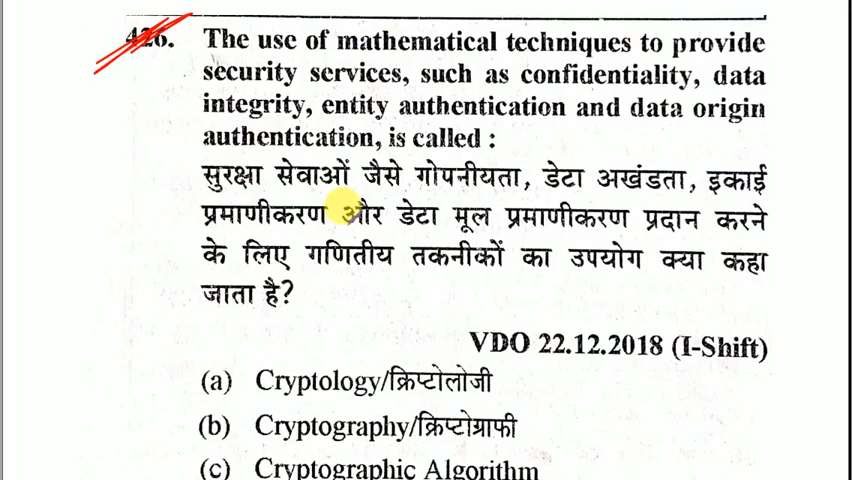 426. The use of mathematical techniques to provide
security services, such as confidentiality, data
integrity, entity authentication and data origin
authentication, is called :
सुरक्षा सेवाओं जैसे गोपनीयता, डेटा अखंडता, इकाई
प्रमाणीकरण और डेटा मूल प्रमाणीकरण प्रदान करने
के लिए गणितीय तकनीकों का उपयोग क्या कहा
जाता है?
VDO 22.12.2018 (I-Shift)
(a) Cryptology/क्रिप्टोलोजी
(b) Cryptography/क्रिप्टोग्राफी
(c) Cryptographic Algorithm